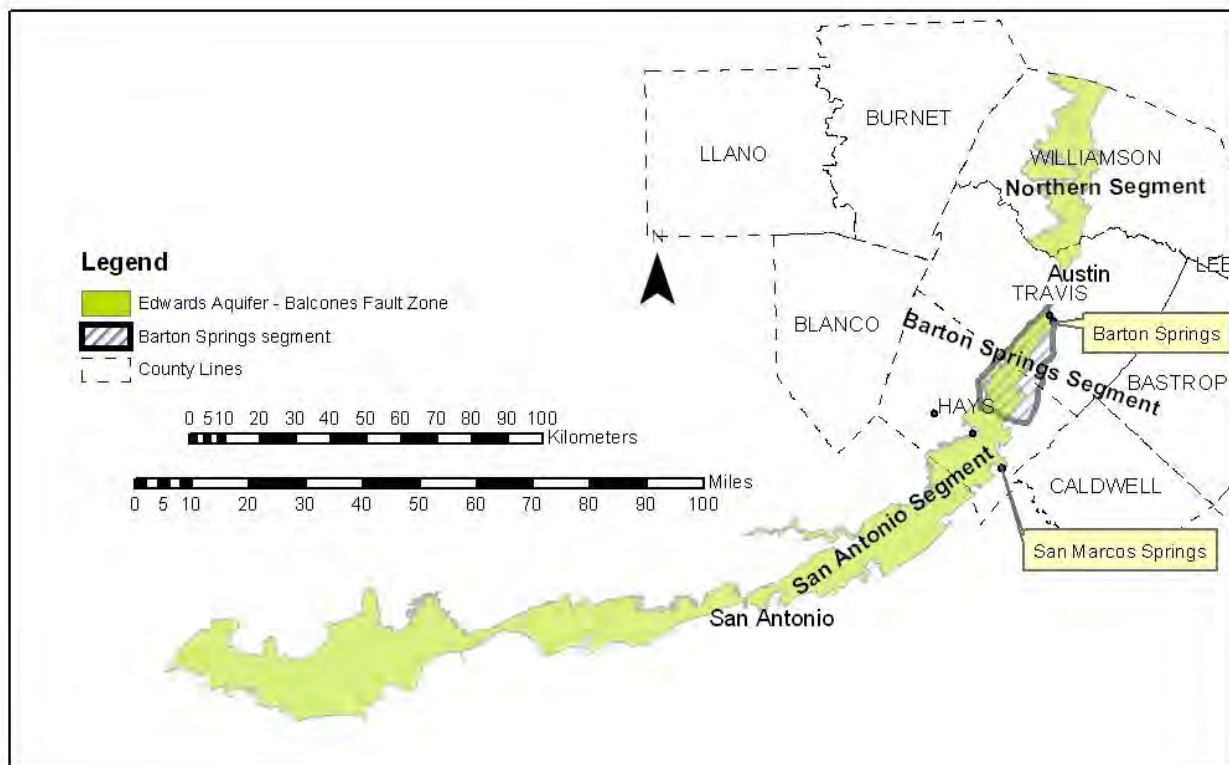 BURNET
LLANO
WILLIAMSON
Northern Segment
N
Legend
Edwards Aquifer - Balcones Fault Zone
Barton Springs segment
County Lines
LEE
Austin
TRAVIS
BLANCO
Barton Springs
Barton Springs Segment
BASTROP
HAYS
0 5 10 20 30 40 50 60 70 80 90 100
Kilometers
Miles
0 5 10 20 30 40 50 60 70 80 90 100
CALDWELL
San Antonio Segment
San Marcos Springs
San Antonio